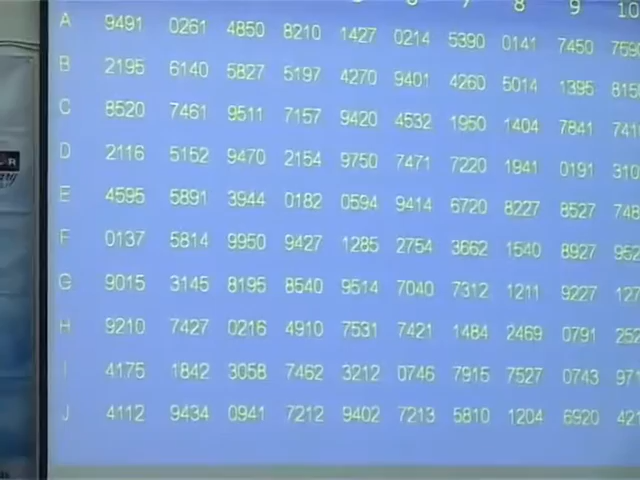 7 8 9 10
A 9491 0261 4850 8210 1427 0214 5390 0141 7450
B 2195 6140 5827 5197 4270 9401 4260 5014 1395
C 8520 7461 9511 7157 9420 4532 1950 1404 7841
D 2116 5152 9470 2154 9750 7471 7220 1941 0191
E 4595 5891 3944 0182 0594 9414 6720 8227 8527
F 0137 5814 9950 9427 1285 2754 3662 1540 8927
G 9015 3145 8195 8540 9514 7040 7312 1211 9227
H 9210 7427 0216 4910 7531 7421 1484 2469 0791
I 4175 1842 3058 7462 3212 0746 7915 7527 0743
J 4112 9434 0941 7212 9402 7213 5810 1204 6920